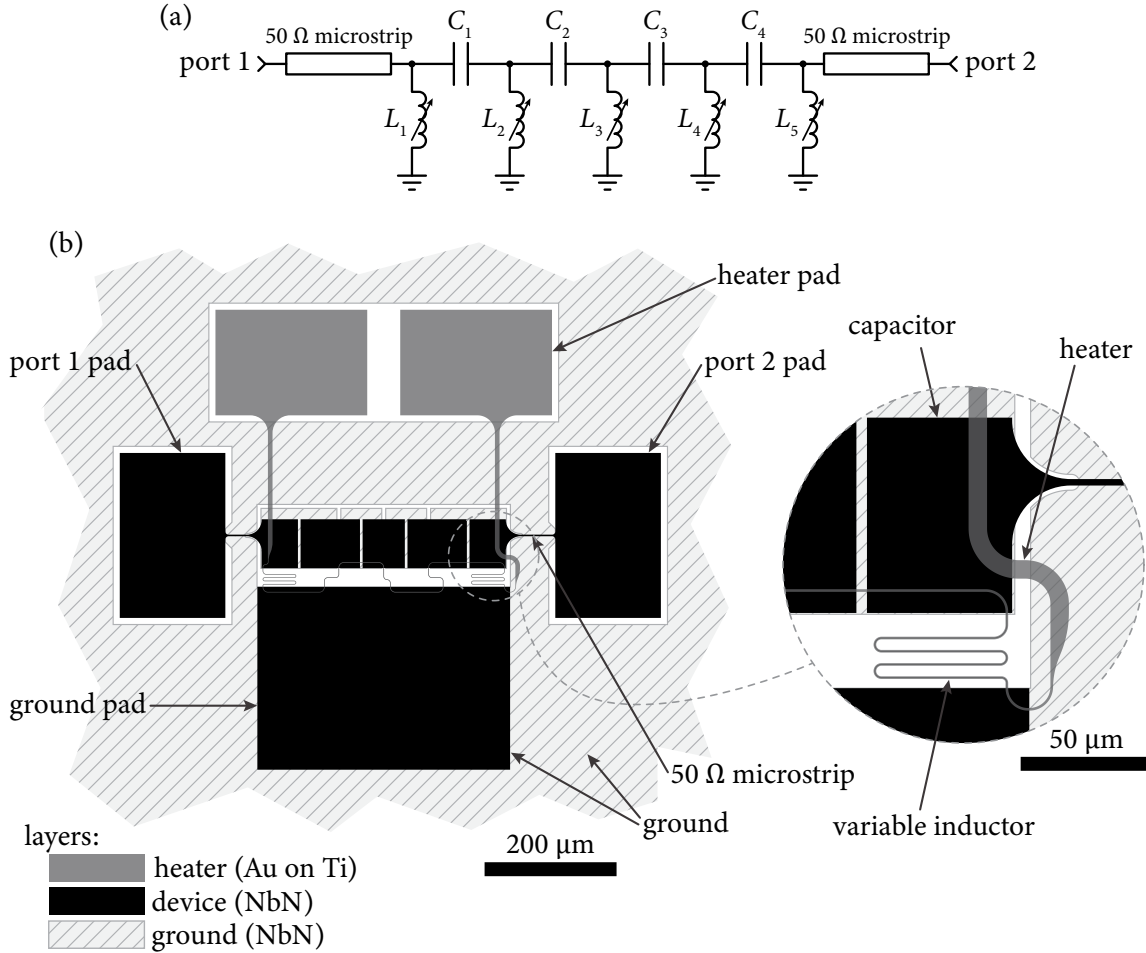 (a)
50 Ω microstrip
C1
C2
C3
C4
50 Ω microstrip
port 1
port 2
L1
L2
L3
L4
L5
(b)
heater pad
port 1 pad
port 2 pad
capacitor
heater
ground pad
50 Ω microstrip
50 μm
ground
variable inductor
200 μm
layers:
heater (Au on Ti)
device (NbN)
ground (NbN)